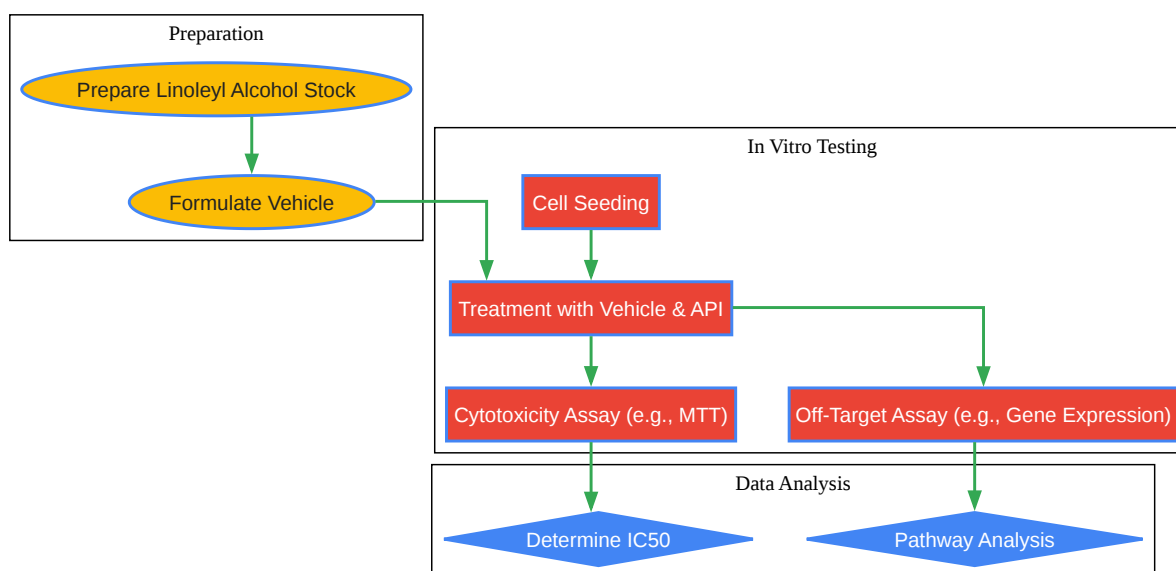 Preparation
Prepare Linoleyl Alcohol Stock
Formulate Vehicle
In Vitro Testing
Cell Seeding
Treatment with Vehicle & API
Cytotoxicity Assay (e.g., MTT)
Off-Target Assay (e.g., Gene Expression)
Data Analysis
Determine IC50
Pathway Analysis